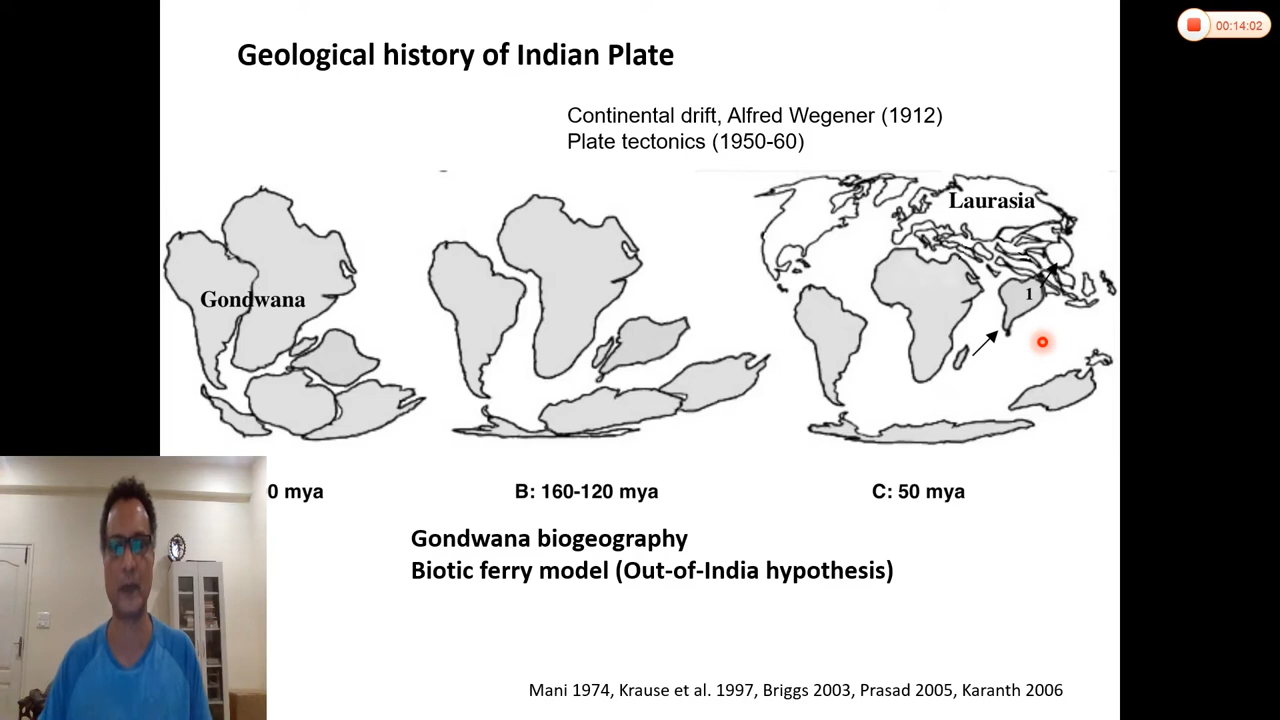 00:14:02
Geological history of Indian Plate
Continental drift, Alfred Wegener (1912)
Plate tectonics (1950-60)
Laurasia
Gondwana
1
0 mya
B: 160-120 mya
C: 50 mya
Gondwana biogeography
Biotic ferry model (Out-of-India hypothesis)
Mani 1974, Krause et al. 1997, Briggs 2003, Prasad 2005, Karanth 2006